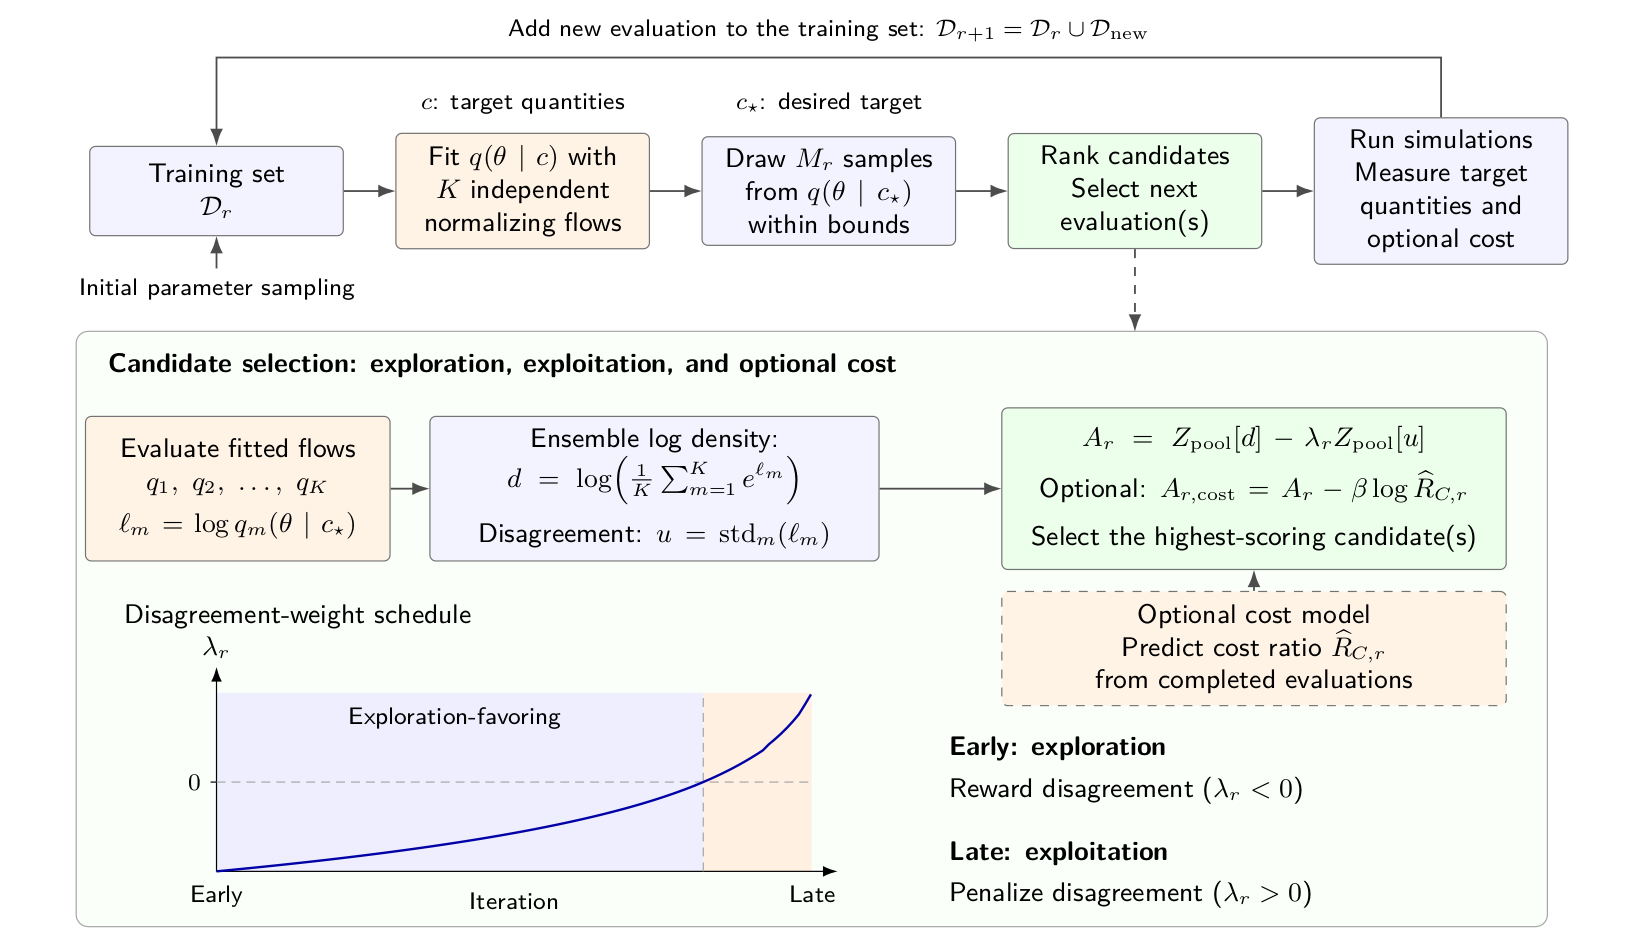 Add new evaluation to the training set: 𝒟_{r+1} = 𝒟_r ∪ 𝒟_new
c: target quantities
c⋆: desired target
Training set
𝒟_r
Fit q(θ | c) with
K independent
normalizing flows
Draw M_r samples
from q(θ | c⋆)
within bounds
Rank candidates
Select next
evaluation(s)
Run simulations
Measure target
quantities and
optional cost
Initial parameter sampling
Candidate selection: exploration, exploitation, and optional cost
Evaluate fitted flows
q_1, q_2, …, q_K
ℓ_m = log q_m(θ | c⋆)
Ensemble log density:
d = log(1/K ∑_{m=1}^{K} e^{ℓ_m})
Disagreement: u = std_m(ℓ_m)
A_r = Z_pool[d] − λ_r Z_pool[u]
Optional: A_{r,cost} = A_r − β log R̂_{C,r}
Select the highest-scoring candidate(s)
Optional cost model
Predict cost ratio R̂_{C,r}
from completed evaluations
Disagreement-weight schedule
λ_r
Exploration-favoring
0
Early
Iteration
Late
Early: exploration
Reward disagreement (λ_r < 0)
Late: exploitation
Penalize disagreement (λ_r > 0)